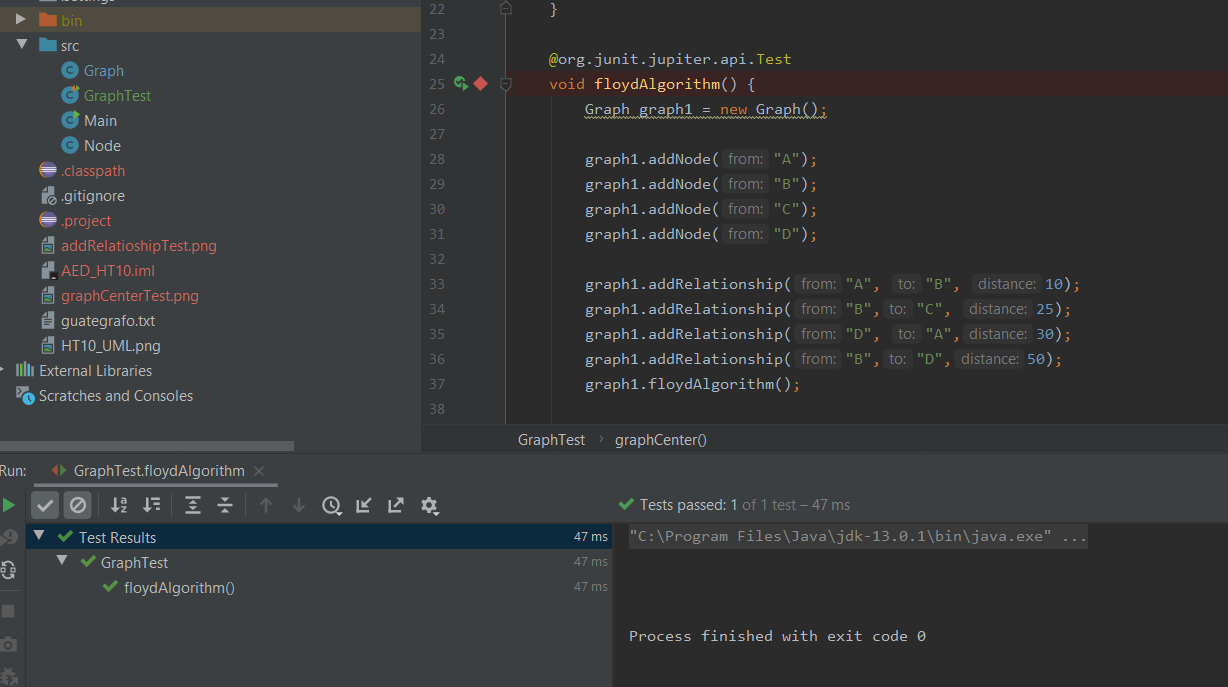 bin
src
Graph
GraphTest
Main
Node
.classpath
.gitignore
.project
addRelatioshipTest.png
AED_HT10.iml
graphCenterTest.png
guategrafo.txt
HT10_UML.png
External Libraries
Scratches and Consoles
22 }
23
24 @org.junit.jupiter.api.Test
25 void floydAlgorithm() {
26 Graph graph1 = new Graph();
27
28 graph1.addNode( from: "A");
29 graph1.addNode( from: "B");
30 graph1.addNode( from: "C");
31 graph1.addNode( from: "D");
32
33 graph1.addRelationship( from: "A", to: "B", distance: 10);
34 graph1.addRelationship( from: "B", to: "C", distance: 25);
35 graph1.addRelationship( from: "D", to: "A", distance: 30);
36 graph1.addRelationship( from: "B", to: "D", distance: 50);
37 graph1.floydAlgorithm();
38
GraphTest › graphCenter()
Run: GraphTest.floydAlgorithm ×
Tests passed: 1 of 1 test – 47 ms
Test Results 47 ms
GraphTest 47 ms
floydAlgorithm() 47 ms
"C:\Program Files\Java\jdk-13.0.1\bin\java.exe" ...
Process finished with exit code 0